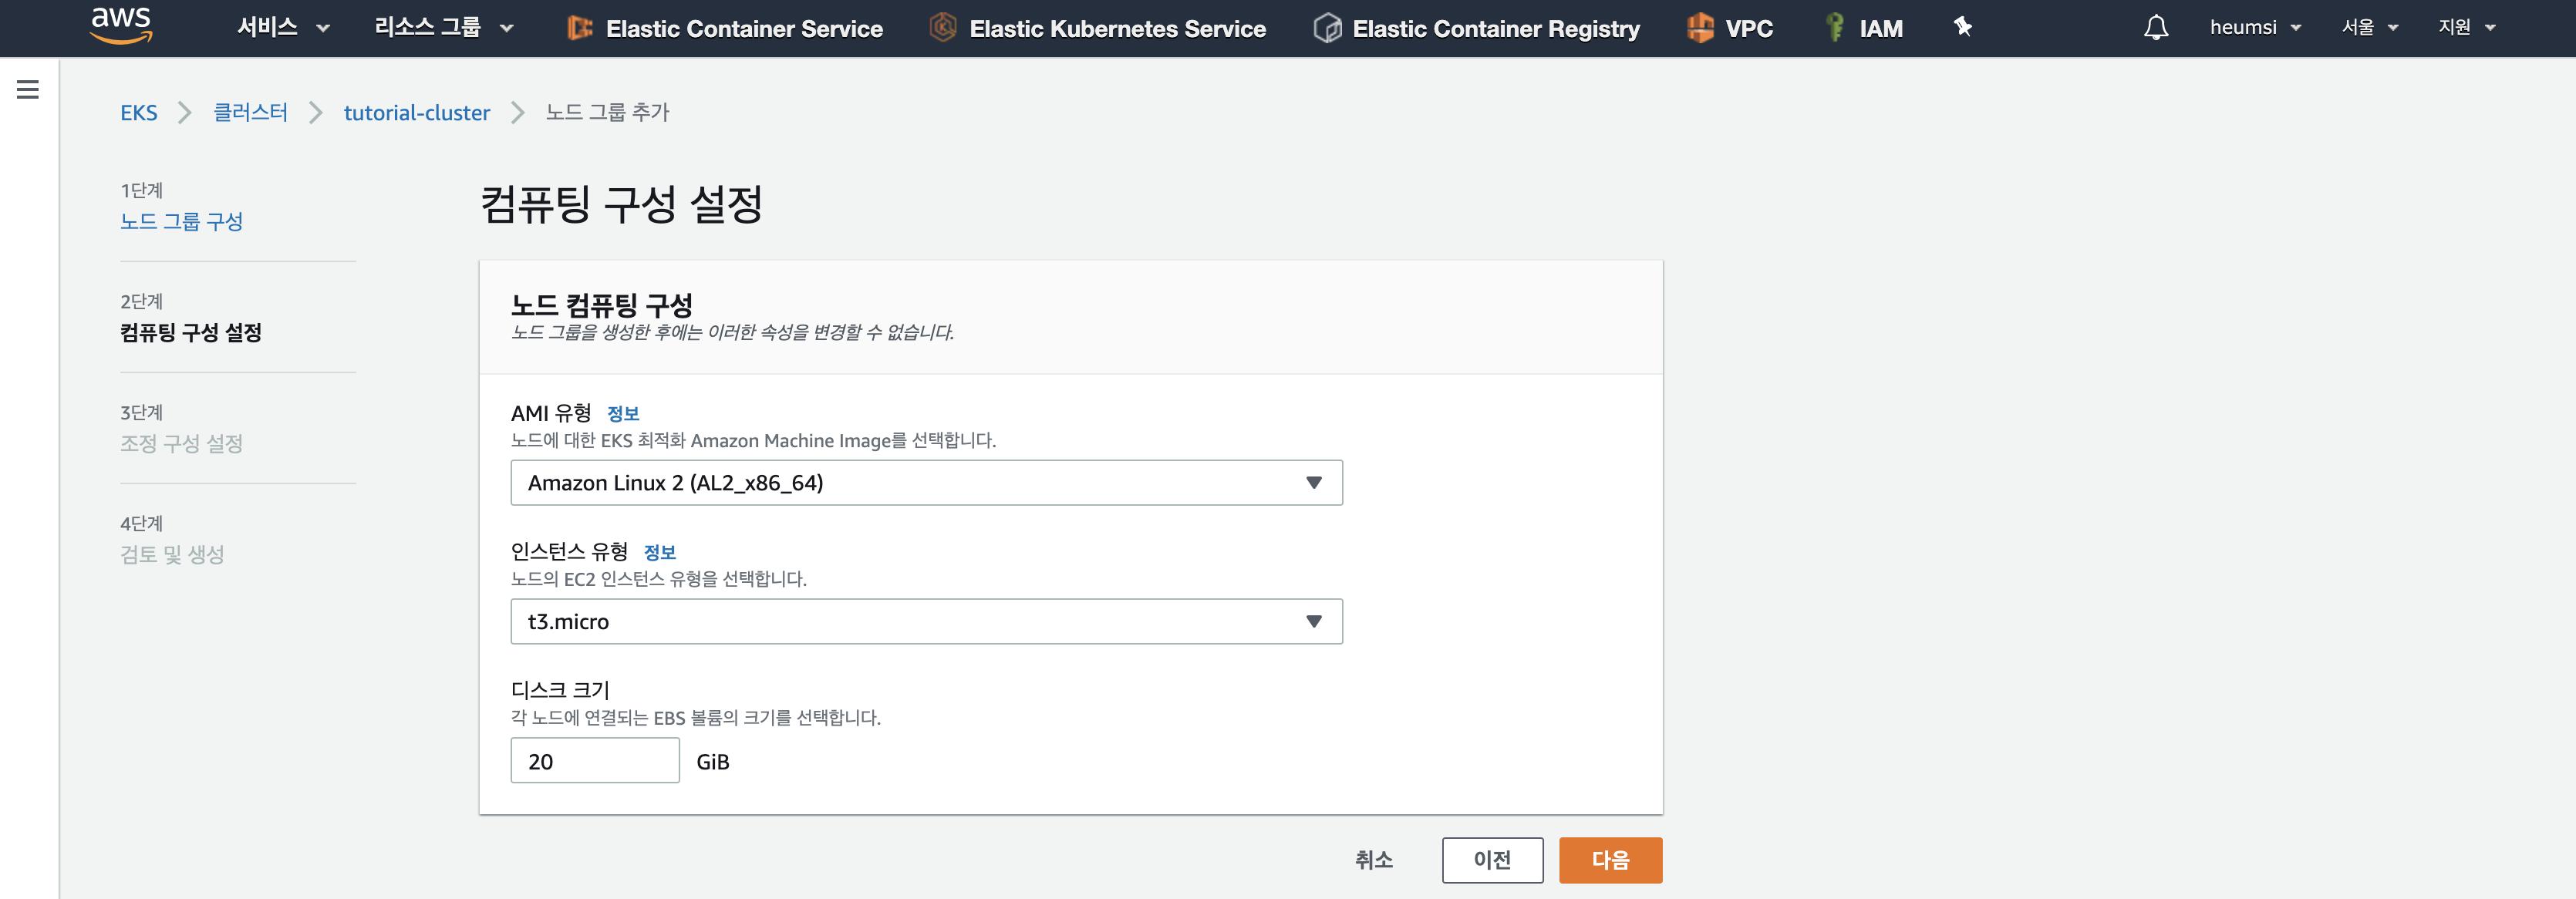 aws 서비스 리소스 그룹 Elastic Container Service Elastic Kubernetes Service Elastic Container Registry VPC IAM heumsi 서울 지원
EKS 클러스터 tutorial-cluster 노드 그룹 추가
1단계
노드 그룹 구성
2단계
컴퓨팅 구성 설정
3단계
조정 구성 설정
4단계
검토 및 생성
컴퓨팅 구성 설정
노드 컴퓨팅 구성
노드 그룹을 생성한 후에는 이러한 속성을 변경할 수 없습니다.
AMI 유형 정보
노드에 대한 EKS 최적화 Amazon Machine Image를 선택합니다.
Amazon Linux 2 (AL2_x86_64)
인스턴스 유형 정보
노드의 EC2 인스턴스 유형을 선택합니다.
t3.micro
디스크 크기
각 노드에 연결되는 EBS 볼륨의 크기를 선택합니다.
20 GiB
취소 이전 다음